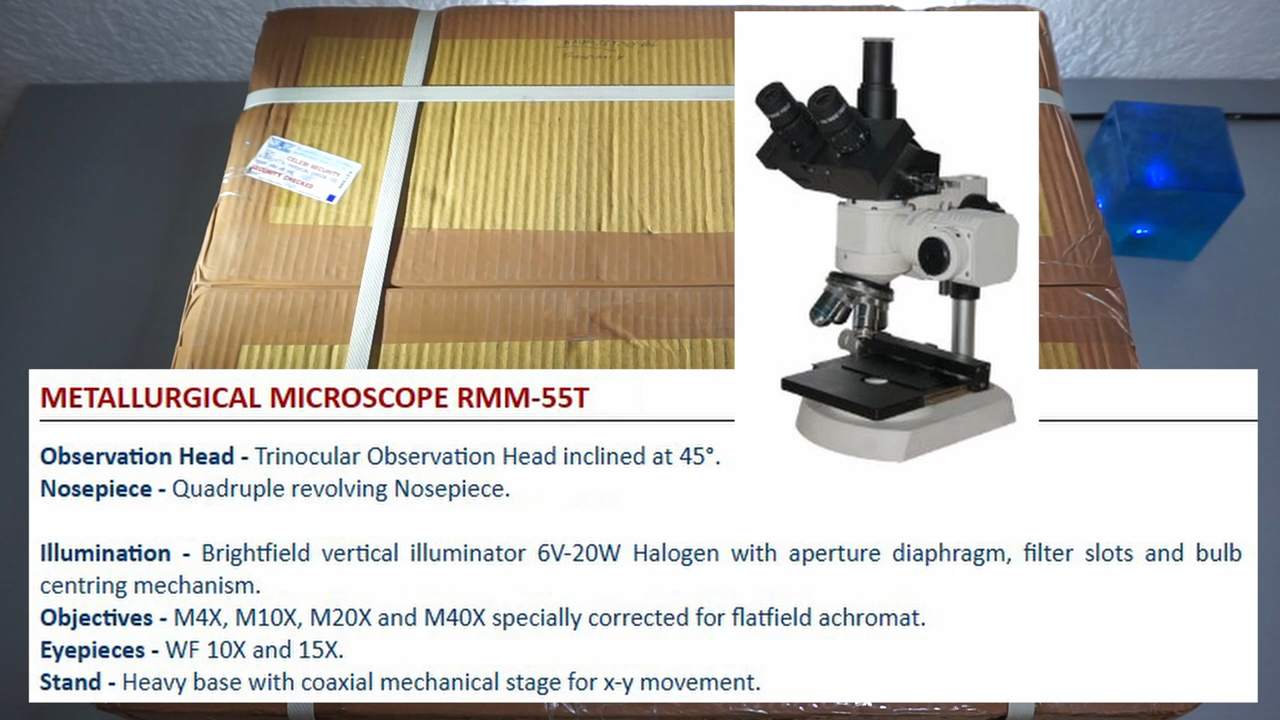 CELEBI SECURITY
SECURITY CHECKED
METALLURGICAL MICROSCOPE RMM-55T
Observation Head - Trinocular Observation Head inclined at 45°.
Nosepiece - Quadruple revolving Nosepiece.
Illumination - Brightfield vertical illuminator 6V-20W Halogen with aperture diaphragm, filter slots and bulb
centring mechanism.
Objectives - M4X, M10X, M20X and M40X specially corrected for flatfield achromat.
Eyepieces - WF 10X and 15X.
Stand - Heavy base with coaxial mechanical stage for x-y movement.